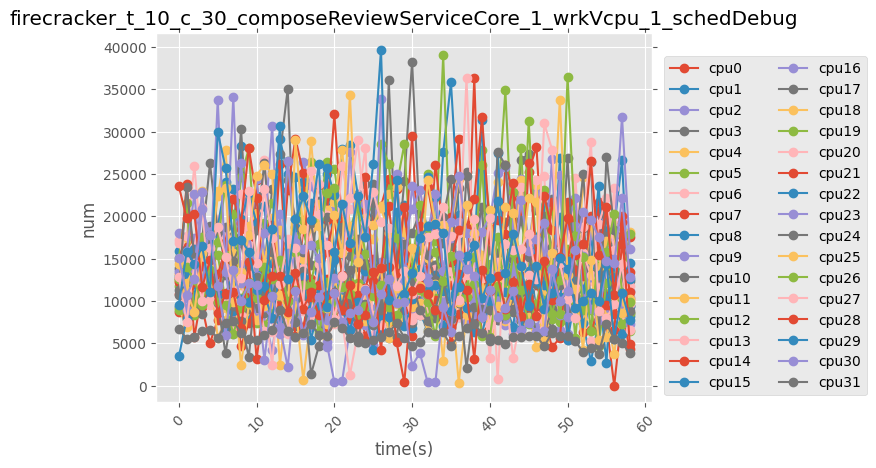 firecracker_t_10_c_30_composeReviewServiceCore_1_wrkVcpu_1_schedDebug
num
40000
35000
30000
25000
20000
15000
10000
5000
0
0
10
20
30
40
50
60
time(s)
cpu0
cpu1
cpu2
cpu3
cpu4
cpu5
cpu6
cpu7
cpu8
cpu9
cpu10
cpu11
cpu12
cpu13
cpu14
cpu15
cpu16
cpu17
cpu18
cpu19
cpu20
cpu21
cpu22
cpu23
cpu24
cpu25
cpu26
cpu27
cpu28
cpu29
cpu30
cpu31